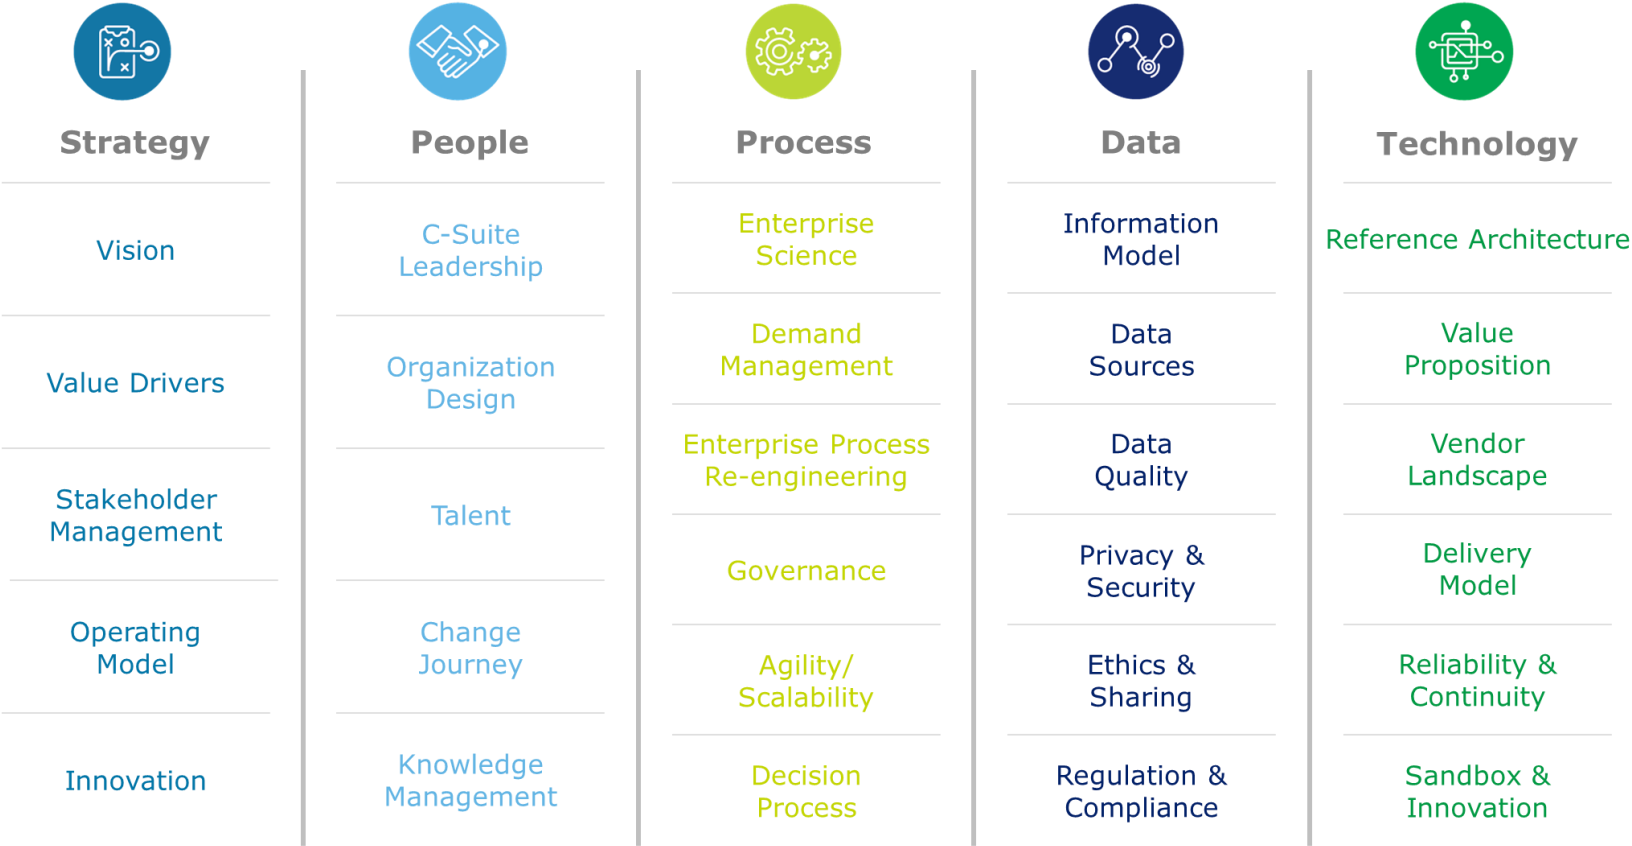 Strategy
Vision
Value Drivers
Stakeholder
Management
Operating
Model
Innovation
People
C-Suite
Leadership
Organization
Design
Talent
Change
Journey
Knowledge
Management
Process
Enterprise
Science
Demand
Management
Enterprise Process
Re-engineering
Governance
Agility/
Scalability
Decision
Process
Data
Information
Model
Data
Sources
Data
Quality
Privacy &
Security
Ethics &
Sharing
Regulation &
Compliance
Technology
Reference Architecture
Value
Proposition
Vendor
Landscape
Delivery
Model
Reliability &
Continuity
Sandbox &
Innovation